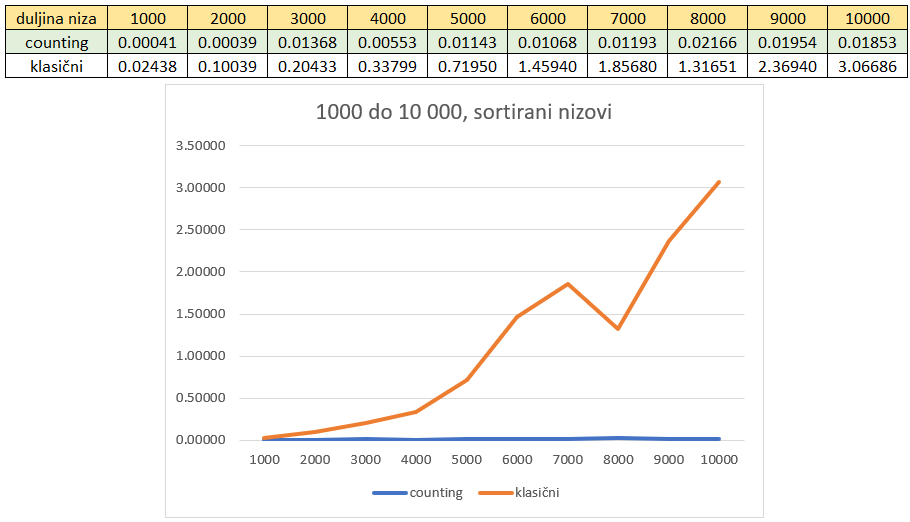 duljina niza 1000 2000 3000 4000 5000 6000 7000 8000 9000 10000
counting 0.00041 0.00039 0.01368 0.00553 0.01143 0.01068 0.01193 0.02166 0.01954 0.01853
klasični 0.02438 0.10039 0.20433 0.33799 0.71950 1.45940 1.85680 1.31651 2.36940 3.06686
1000 do 10 000, sortirani nizovi
3.50000
3.00000
2.50000
2.00000
1.50000
1.00000
0.50000
0.00000
1000 2000 3000 4000 5000 6000 7000 8000 9000 10000
counting klasični